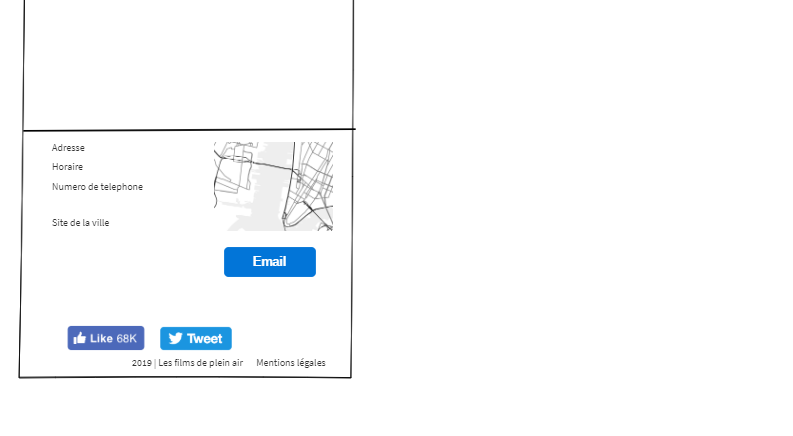 Adresse
Horaire
Numero de telephone
Site de la ville
Email
Like 68K
Tweet
2019 | Les films de plein air
Mentions légales